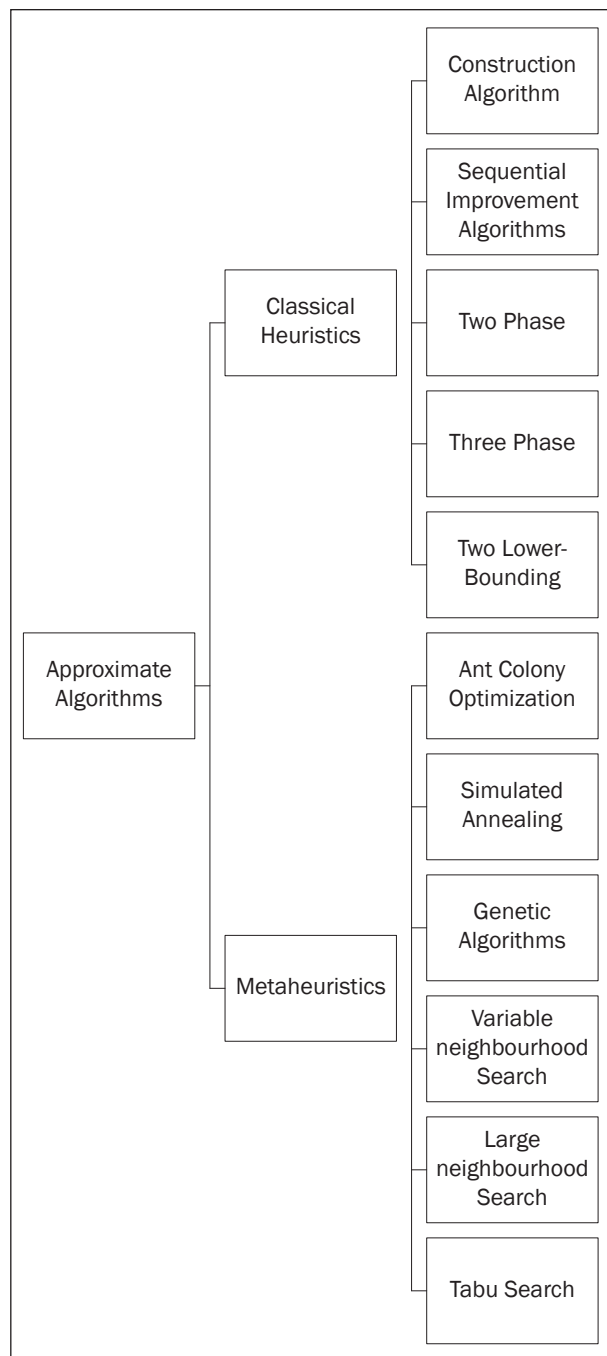 Construction
Algorithm
Sequential
Improvement
Algorithms
Classical
Heuristics
Two Phase
Three Phase
Two Lower-
Bounding
Approximate
Algorithms
Ant Colony
Optimization
Simulated
Annealing
Genetic
Algorithms
Metaheuristics
Variable
neighbourhood
Search
Large
neighbourhood
Search
Tabu Search